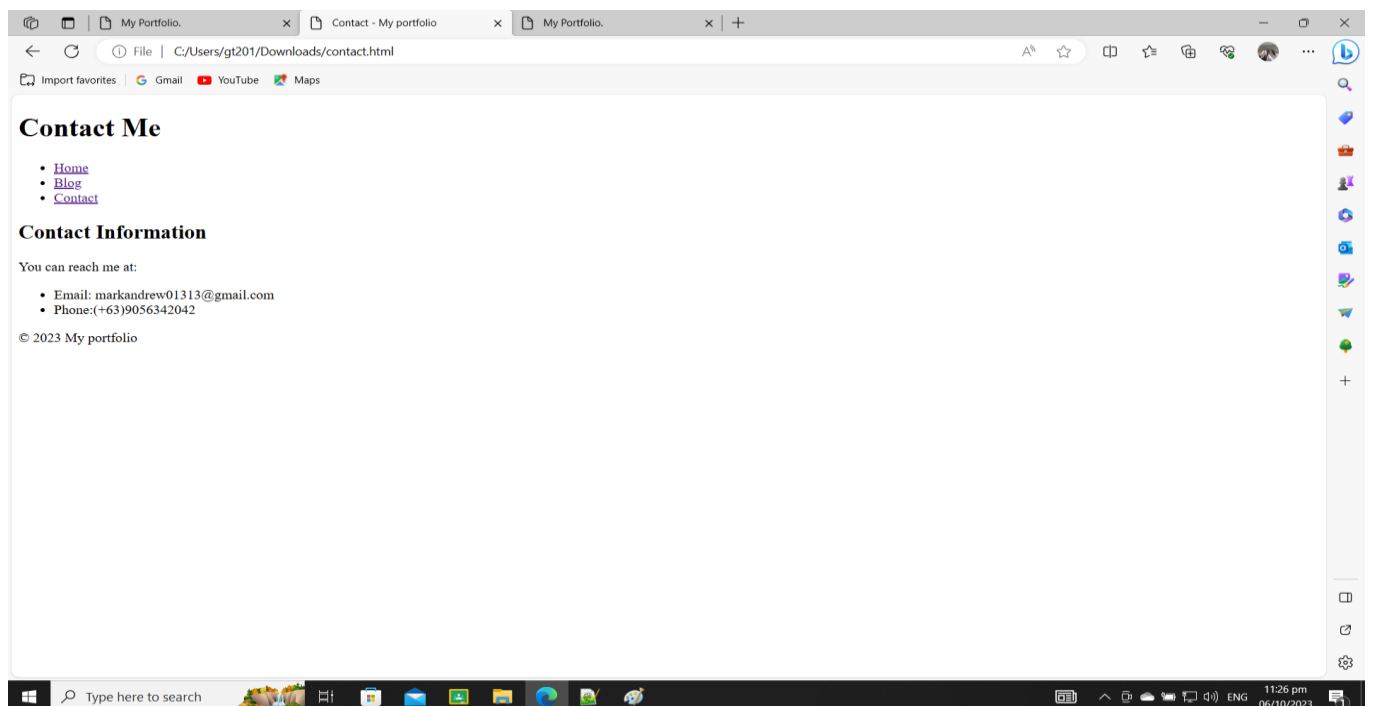 My Portfolio.
Contact - My portfolio
My Portfolio.
File | C:/Users/gt201/Downloads/contact.html
Import favorites Gmail YouTube Maps
Contact Me
• Home
• Blog
• Contact
Contact Information
You can reach me at:
• Email: markandrew01313@gmail.com
• Phone:(+63)9056342042
© 2023 My portfolio
Type here to search
ENG
11:26 pm
06/10/2023